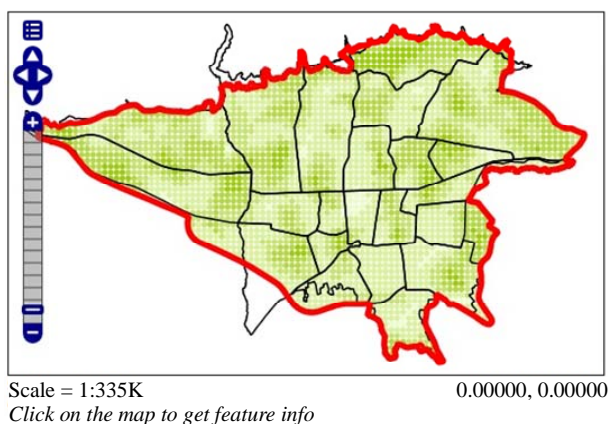 Scale = 1:335K
0.00000, 0.00000
Click on the map to get feature info